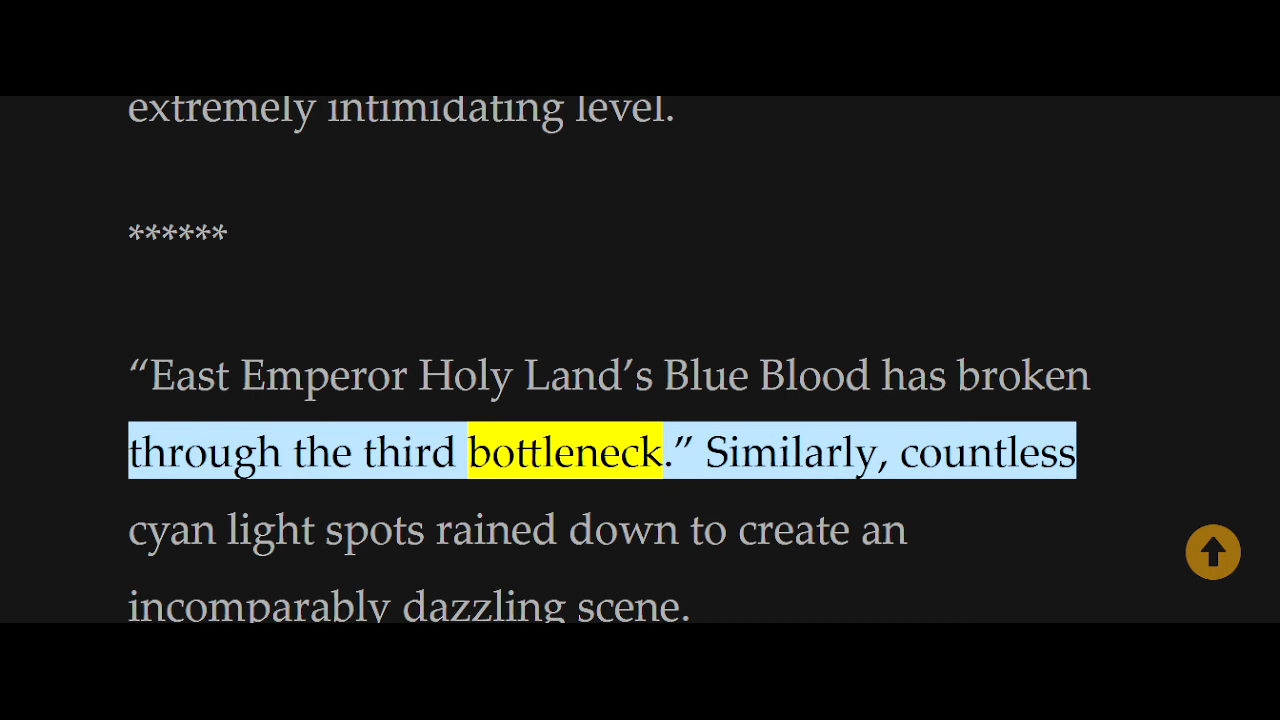 extremely intimidating level.
******
“East Emperor Holy Land’s Blue Blood has broken
through the third bottleneck.” Similarly, countless
cyan light spots rained down to create an
incomparably dazzling scene.